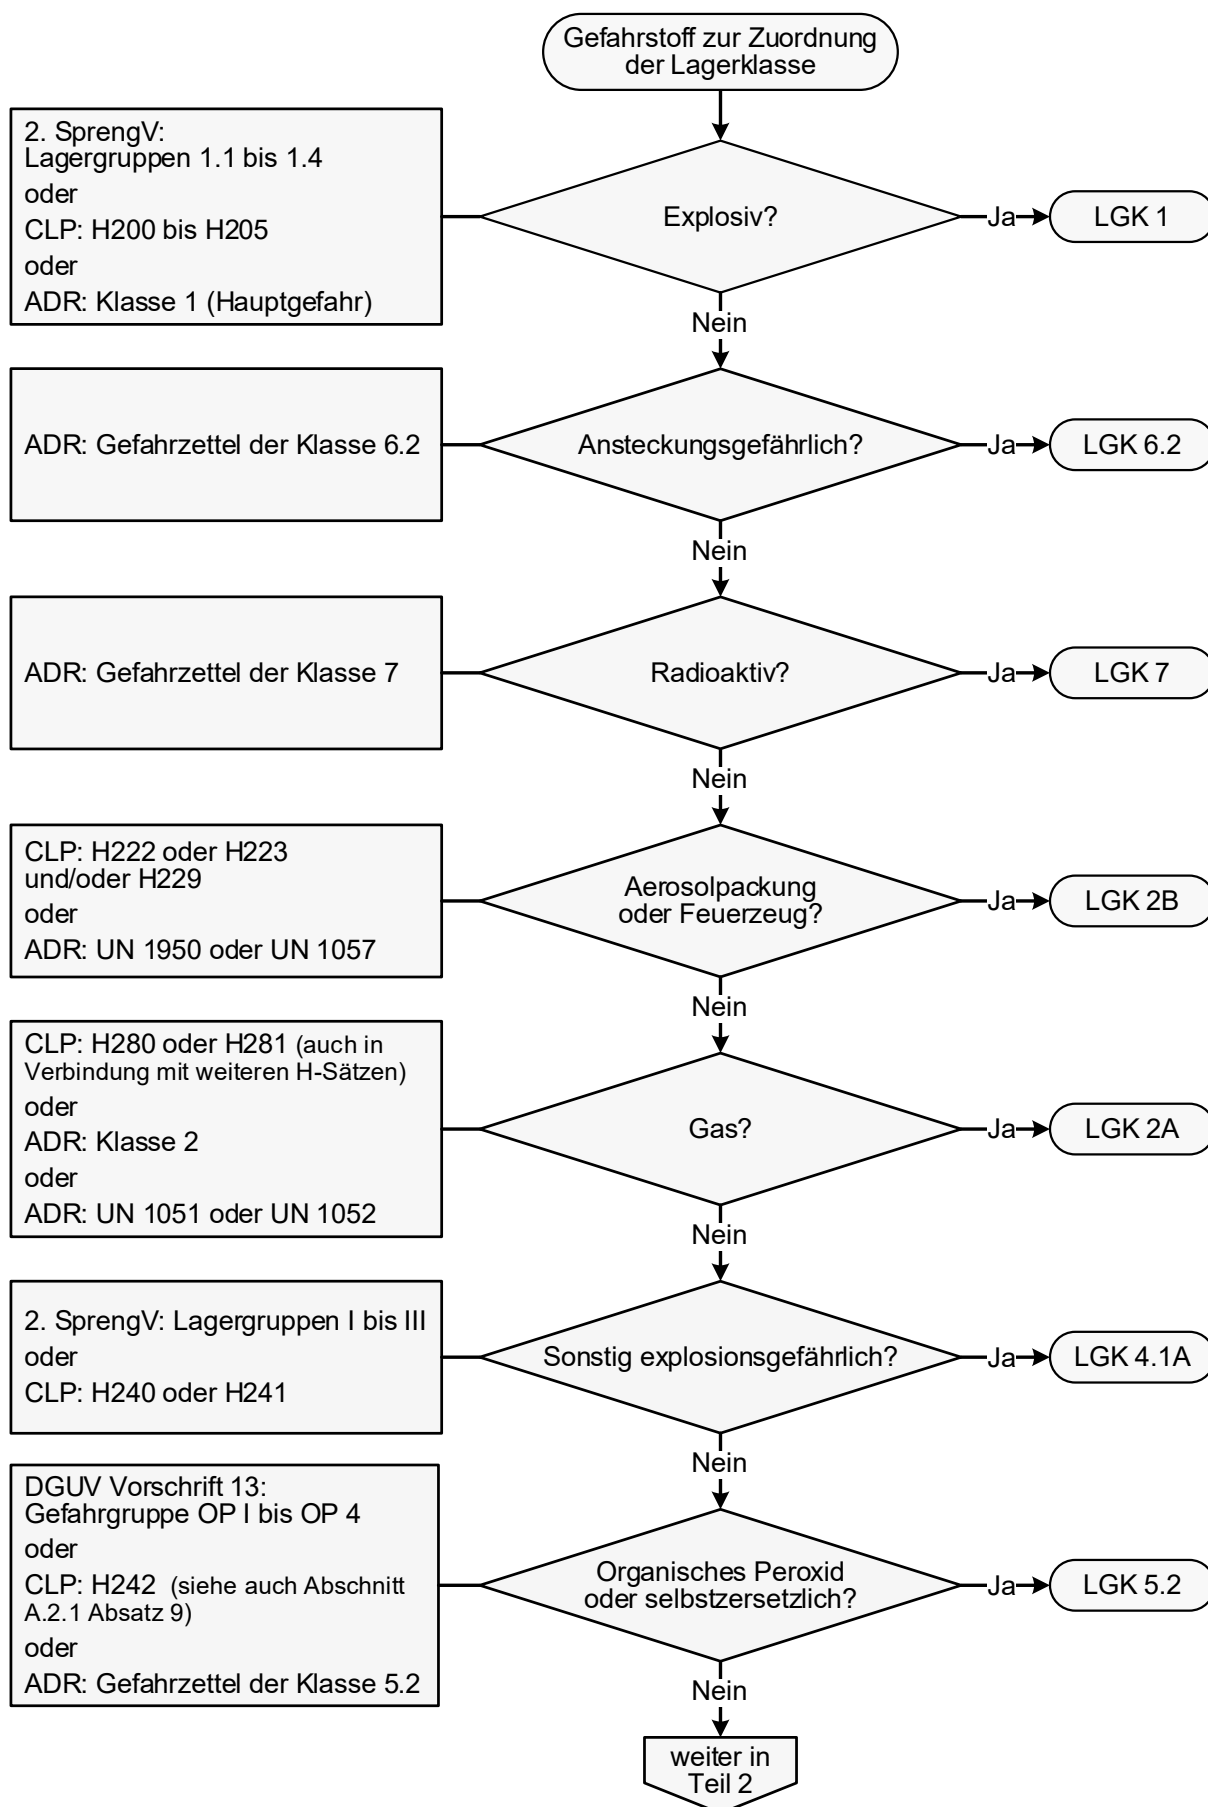 Gefahrstoff zur Zuordnung
der Lagerklasse
2. SprengV:
Lagergruppen 1.1 bis 1.4
oder
CLP: H200 bis H205
oder
ADR: Klasse 1 (Hauptgefahr)
Explosiv?
Ja
LGK 1
Nein
ADR: Gefahrzettel der Klasse 6.2
Ansteckungsgefährlich?
Ja
LGK 6.2
Nein
ADR: Gefahrzettel der Klasse 7
Radioaktiv?
Ja
LGK 7
Nein
CLP: H222 oder H223
und/oder H229
oder
ADR: UN 1950 oder UN 1057
Aerosolpackung
oder Feuerzeug?
Ja
LGK 2B
Nein
CLP: H280 oder H281 (auch in
Verbindung mit weiteren H-Sätzen)
oder
ADR: Klasse 2
oder
ADR: UN 1051 oder UN 1052
Gas?
Ja
LGK 2A
Nein
2. SprengV: Lagergruppen I bis III
oder
CLP: H240 oder H241
Sonstig explosionsgefährlich?
Ja
LGK 4.1A
Nein
DGUV Vorschrift 13:
Gefahrgruppe OP I bis OP 4
oder
CLP: H242 (siehe auch Abschnitt
A.2.1 Absatz 9)
oder
ADR: Gefahrzettel der Klasse 5.2
Organisches Peroxid
oder selbstzersetzlich?
Ja
LGK 5.2
Nein
weiter in
Teil 2